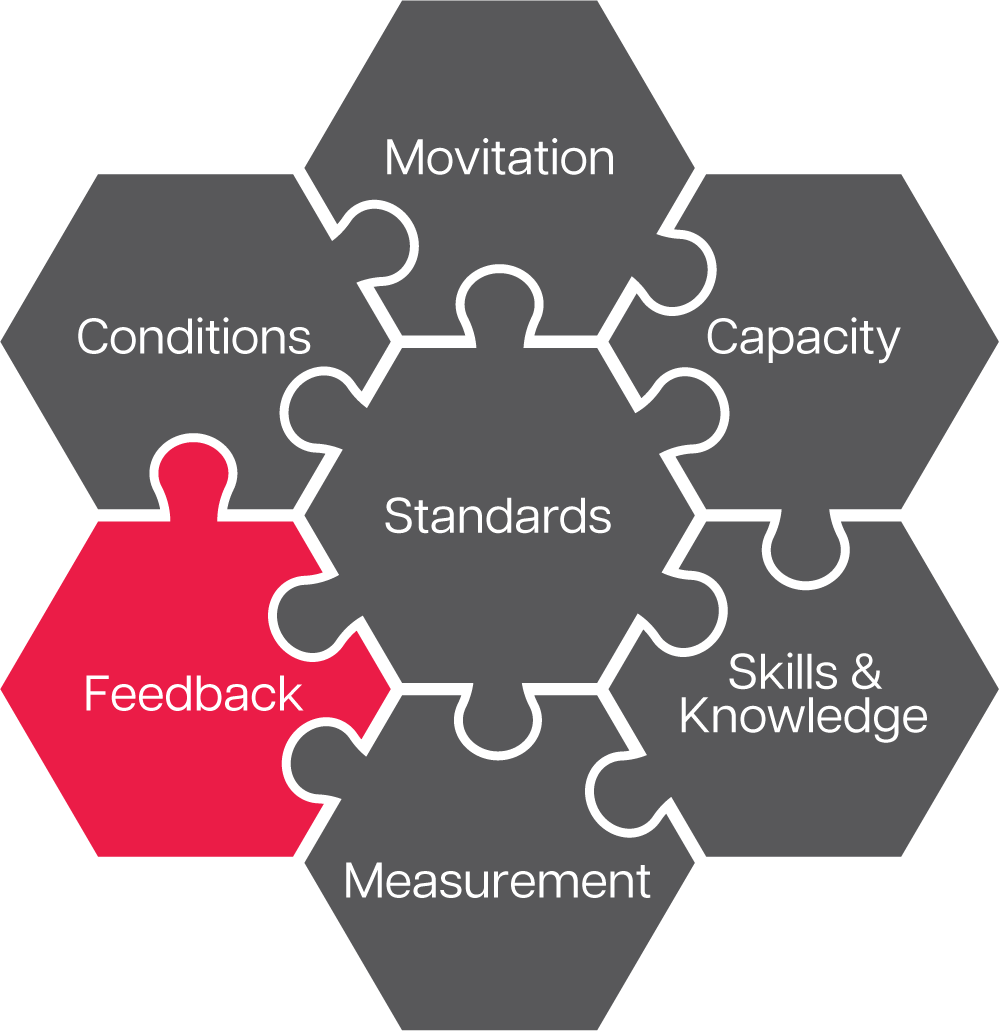 Movitation
Conditions
Capacity
Standards
Feedback
Skills &
Knowledge
Measurement